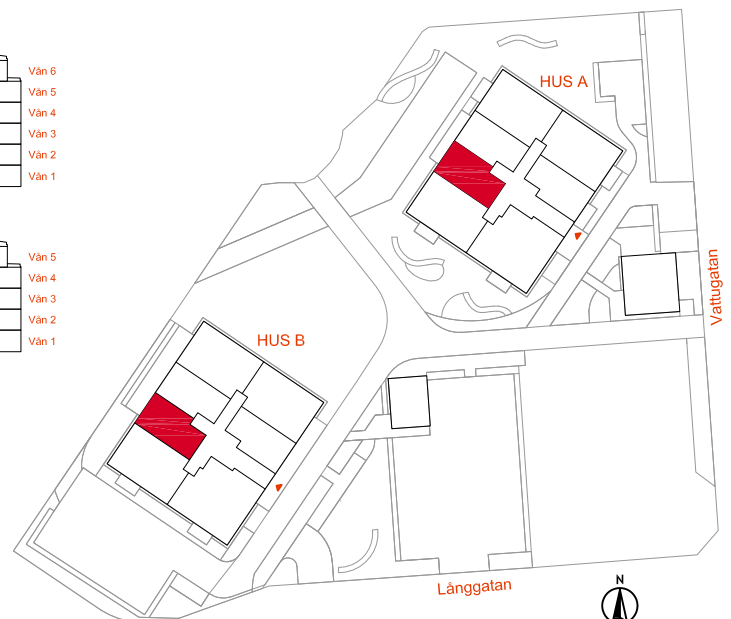 Vån 6
Vån 5
Vån 4
Vån 3
Vån 2
Vån 1
Vån 5
Vån 4
Vån 3
Vån 2
Vån 1
HUS A
HUS B
Vattugatan
Långgatan
N